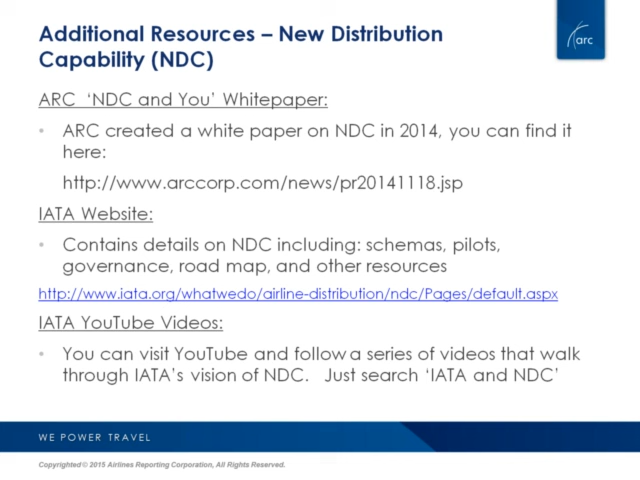 Additional Resources – New Distribution
Capability (NDC)
arc
ARC ‘NDC and You’ Whitepaper:
• ARC created a white paper on NDC in 2014, you can find it
here:
http://www.arccorp.com/news/pr20141118.jsp
IATA Website:
• Contains details on NDC including: schemas, pilots,
governance, road map, and other resources
http://www.iata.org/whatwedo/airline-distribution/ndc/Pages/default.aspx
IATA YouTube Videos:
• You can visit YouTube and follow a series of videos that walk
through IATA’s vision of NDC. Just search ‘IATA and NDC’
WE POWER TRAVEL
Copyrighted © 2015 Airlines Reporting Corporation, All Rights Reserved.